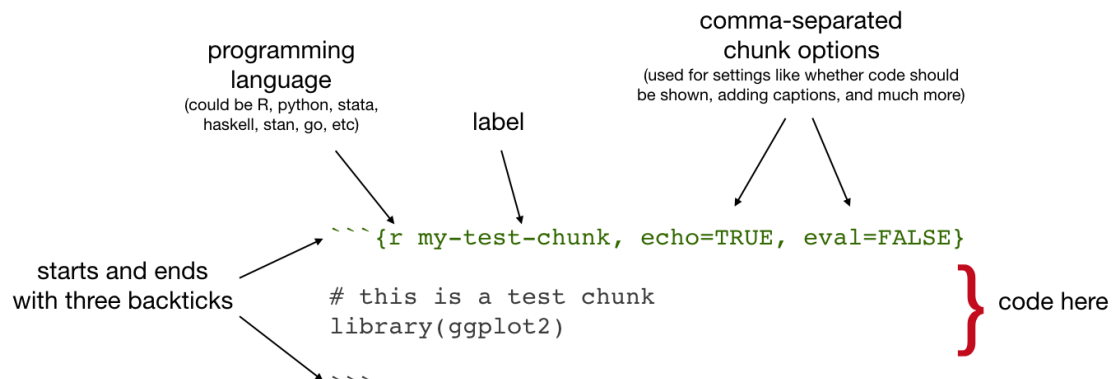 comma-separated
chunk options
(used for settings like whether code should
be shown, adding captions, and much more)
programming
language
(could be R, python, stata,
haskell, stan, go, etc)
label
```{r my-test-chunk, echo=TRUE, eval=FALSE}
starts and ends
with three backticks
# this is a test chunk
library(ggplot2)
} code here
```